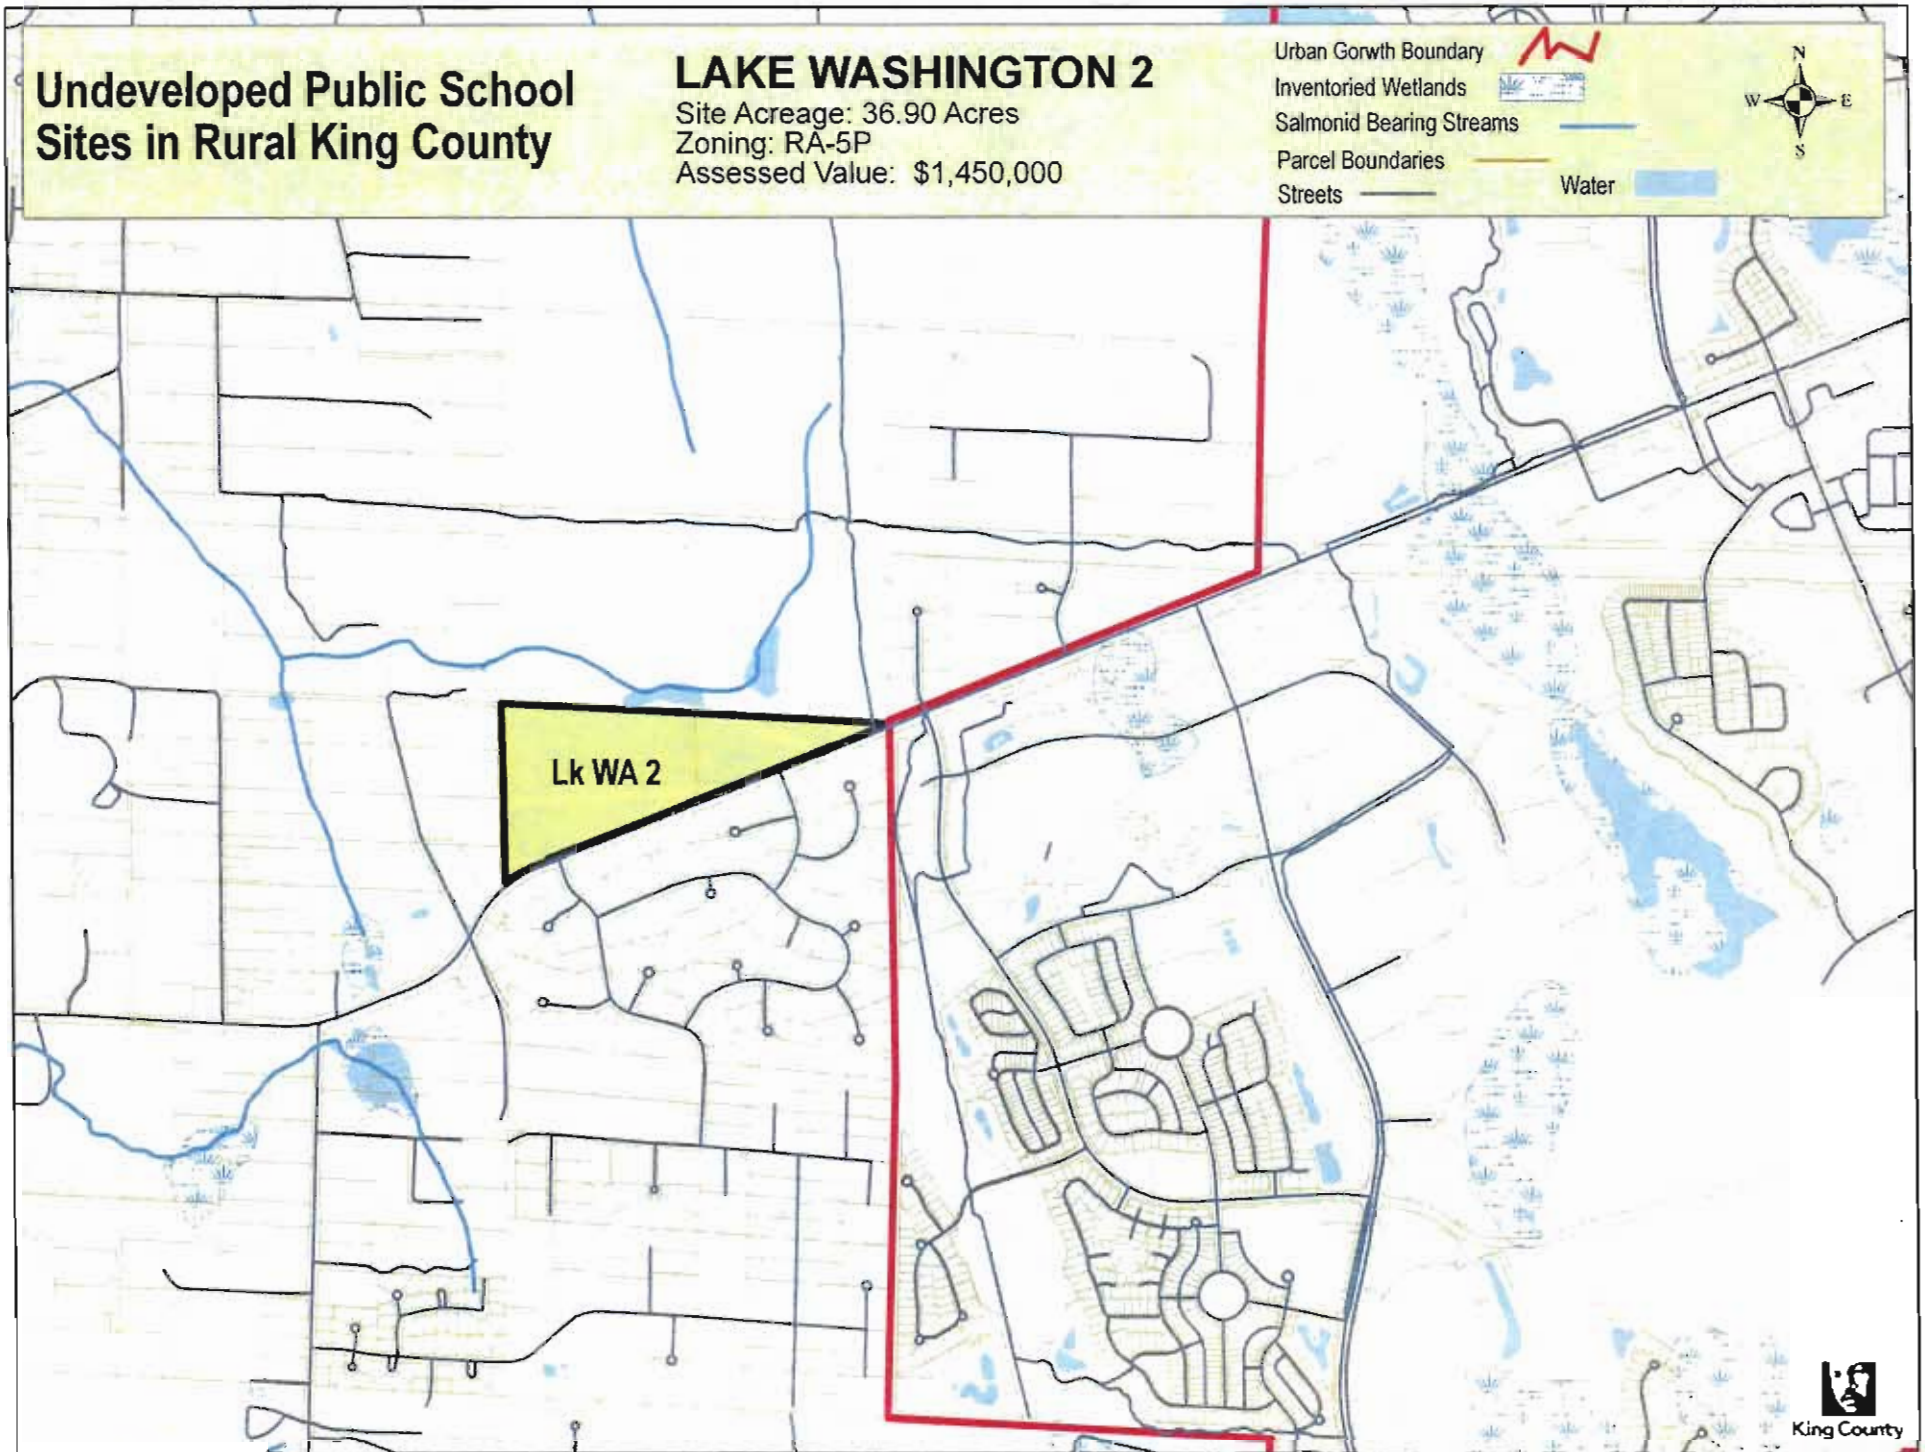 Undeveloped Public School
Sites in Rural King County
LAKE WASHINGTON 2
Site Acreage: 36.90 Acres
Zoning: RA-5P
Assessed Value: $1,450,000
Urban Gorwth Boundary
Inventoried Wetlands
Salmonid Bearing Streams
Parcel Boundaries
Streets
Water
N
W E
S
Lk WA 2
King County